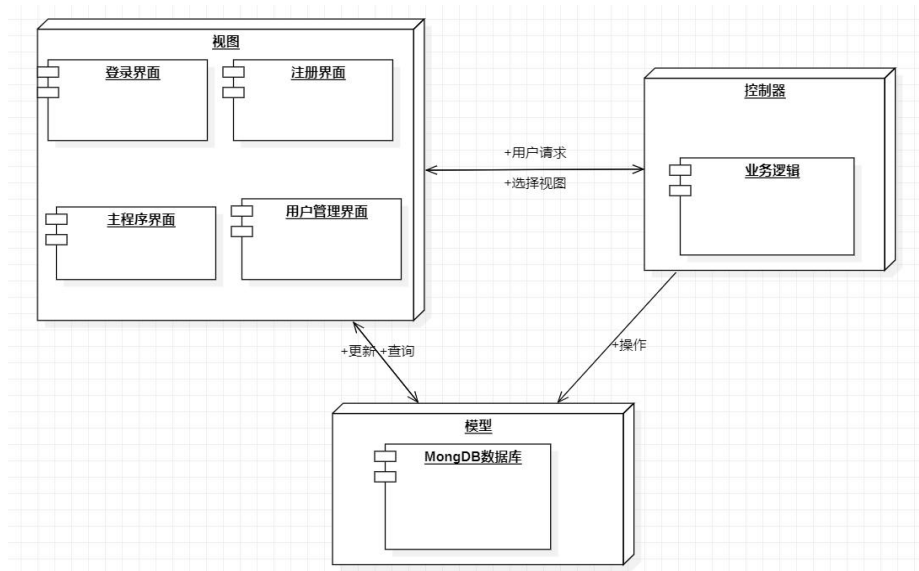 视图
登录界面
注册界面
主程序界面
用户管理界面
+用户请求
+选择视图
控制器
业务逻辑
+更新
+查询
+操作
模型
MongDB数据库